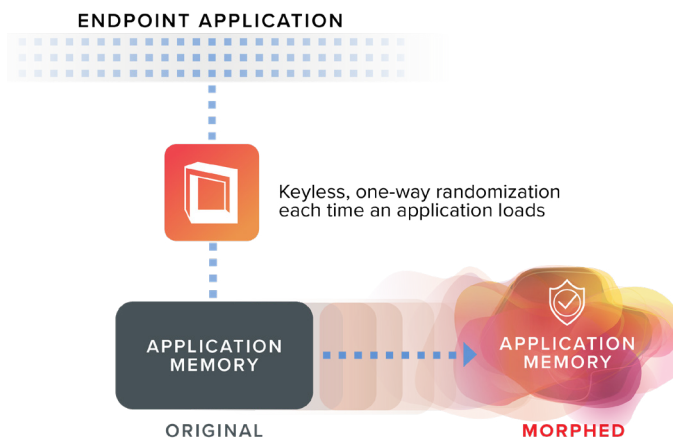 ENDPOINT APPLICATION
Keyless, one-way randomization
each time an application loads
APPLICATION
MEMORY
APPLICATION
MEMORY
ORIGINAL
MORPHED